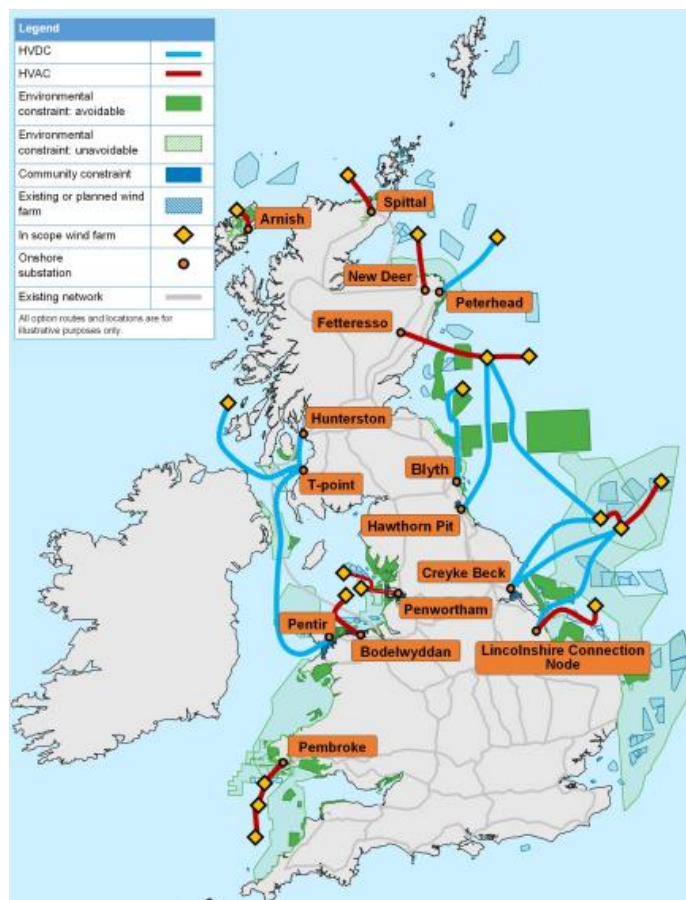 Legend
HVDC
HVAC
Environmental
constraint: avoidable
Environmental
constraint: unavoidable
Community constraint
Existing or planned wind
farm
In scope wind farm
Onshore
substation
Existing network
All option routes and locations are for
illustrative purposes only.
Spittal
Arnish
New Deer
Peterhead
Fetteresso
Hunterston
T-point
Blyth
Hawthorn Pit
Creyke Beck
Penwortham
Pentir
Bodelwyddan
Lincolnshire Connection
Node
Pembroke